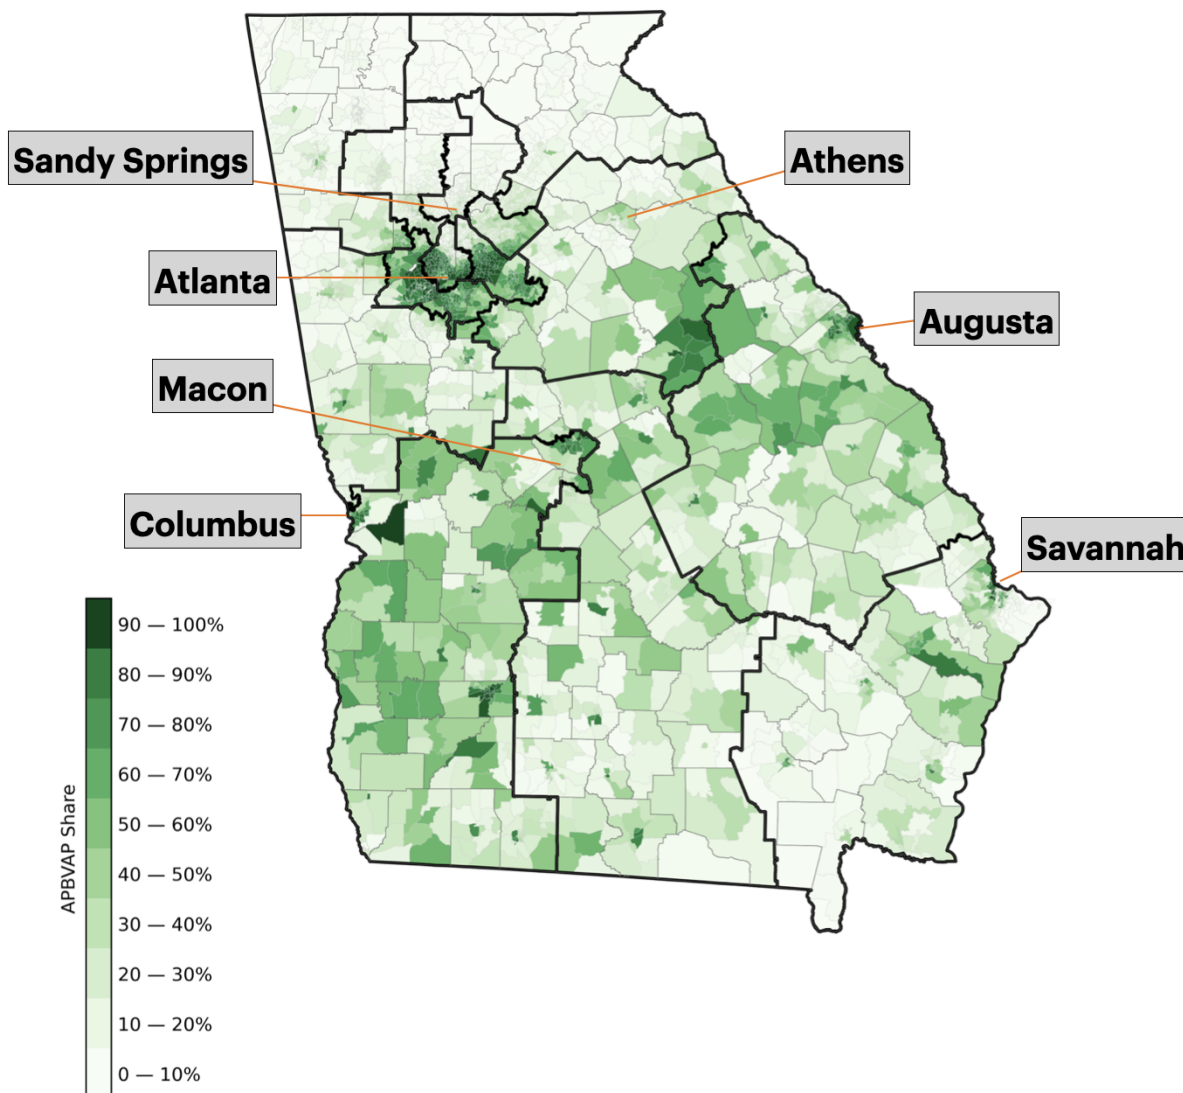 Sandy Springs
Athens
Atlanta
Augusta
Macon
Columbus
Savannah
APBVAP Share
90 — 100%
80 — 90%
70 — 80%
60 — 70%
50 — 60%
40 — 50%
30 — 40%
20 — 30%
10 — 20%
0 — 10%